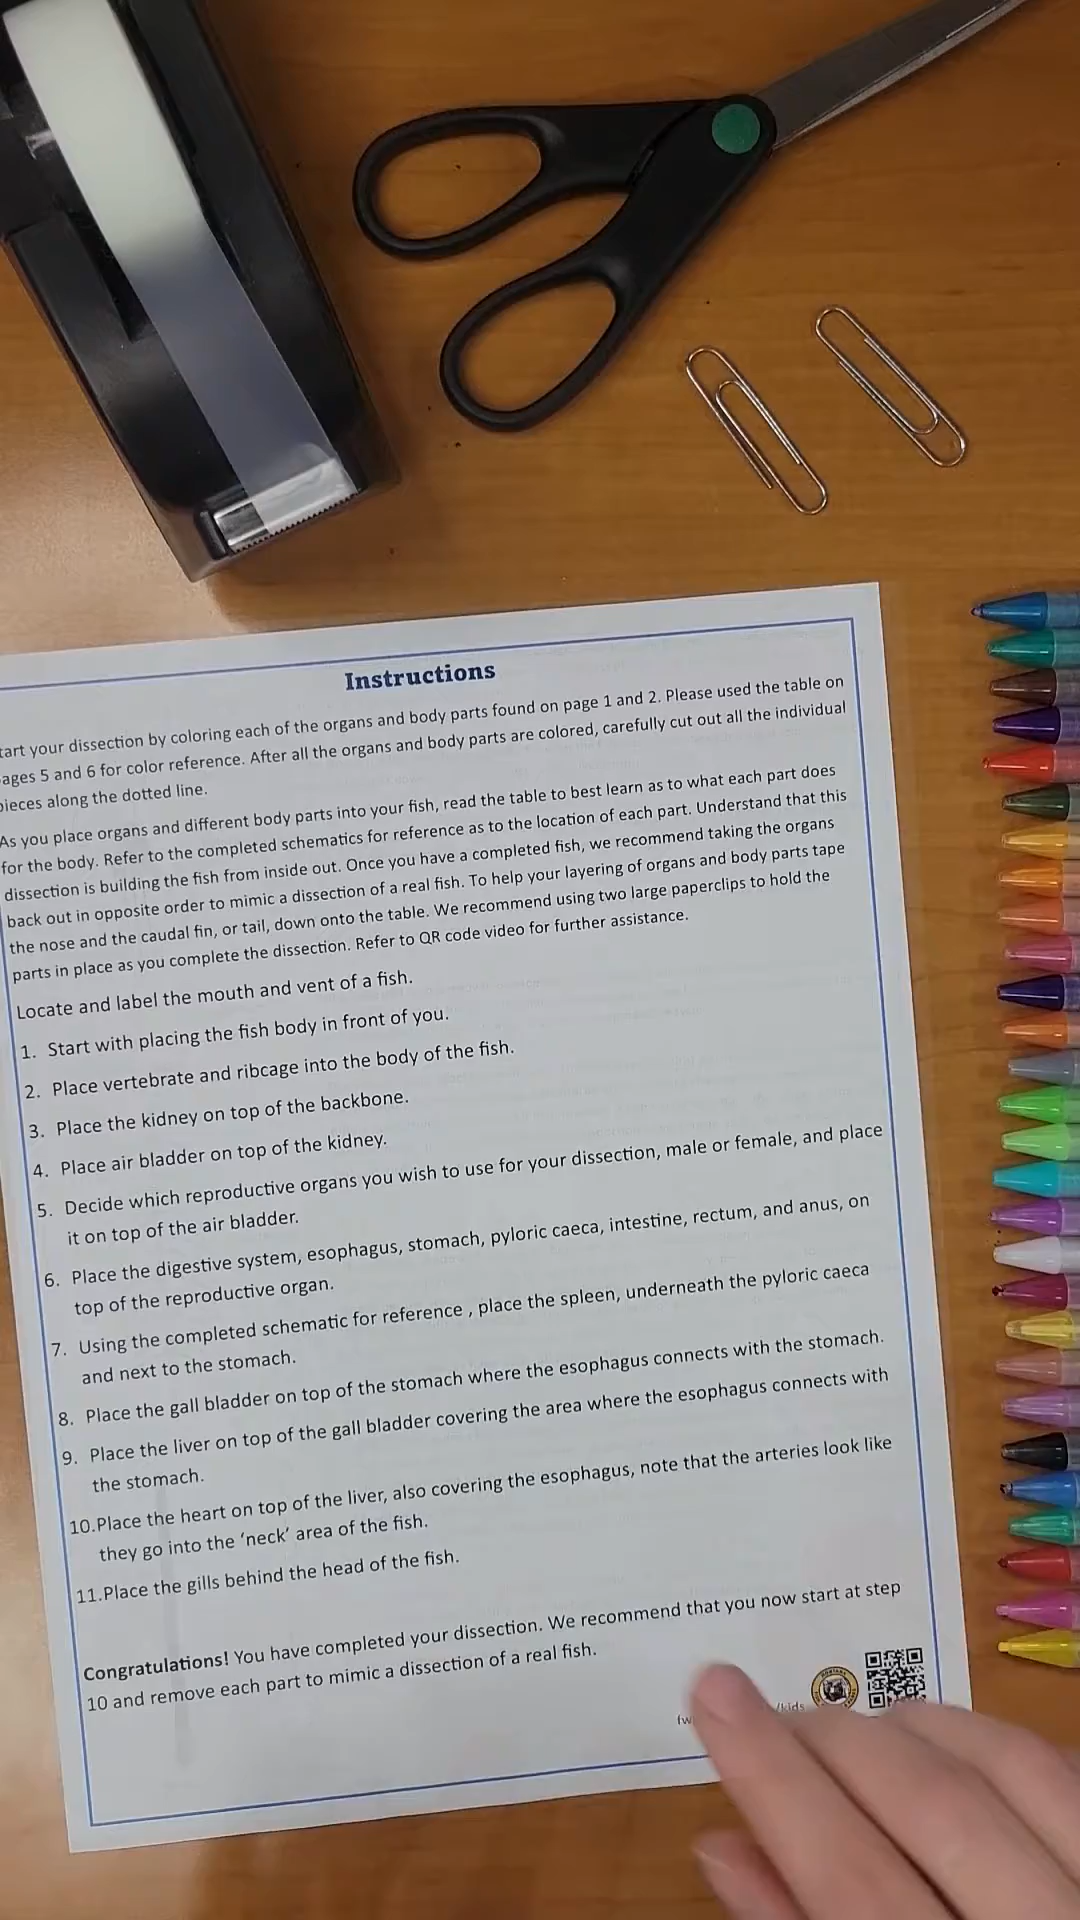 Instructions
tart your dissection by coloring each of the organs and body parts found on page 1 and 2. Please used the table on
ages 5 and 6 for color reference. After all the organs and body parts are colored, carefully cut out all the individual
pieces along the dotted line.
As you place organs and different body parts into your fish, read the table to best learn as to what each part does
for the body. Refer to the completed schematics for reference as to the location of each part. Understand that this
dissection is building the fish from inside out. Once you have a completed fish, we recommend taking the organs
back out in opposite order to mimic a dissection of a real fish. To help your layering of organs and body parts tape
the nose and the caudal fin, or tail, down onto the table. We recommend using two large paperclips to hold the
parts in place as you complete the dissection. Refer to QR code video for further assistance.
Locate and label the mouth and vent of a fish.
1. Start with placing the fish body in front of you.
2. Place vertebrate and ribcage into the body of the fish.
3. Place the kidney on top of the backbone.
4. Place air bladder on top of the kidney.
5. Decide which reproductive organs you wish to use for your dissection, male or female, and place
it on top of the air bladder.
6. Place the digestive system, esophagus, stomach, pyloric caeca, intestine, rectum, and anus, on
top of the reproductive organ.
7. Using the completed schematic for reference , place the spleen, underneath the pyloric caeca
and next to the stomach.
8. Place the gall bladder on top of the stomach where the esophagus connects with the stomach.
9. Place the liver on top of the gall bladder covering the area where the esophagus connects with
the stomach.
10.Place the heart on top of the liver, also covering the esophagus, note that the arteries look like
they go into the ‘neck’ area of the fish.
11.Place the gills behind the head of the fish.
Congratulations! You have completed your dissection. We recommend that you now start at step
10 and remove each part to mimic a dissection of a real fish.
fw /kids